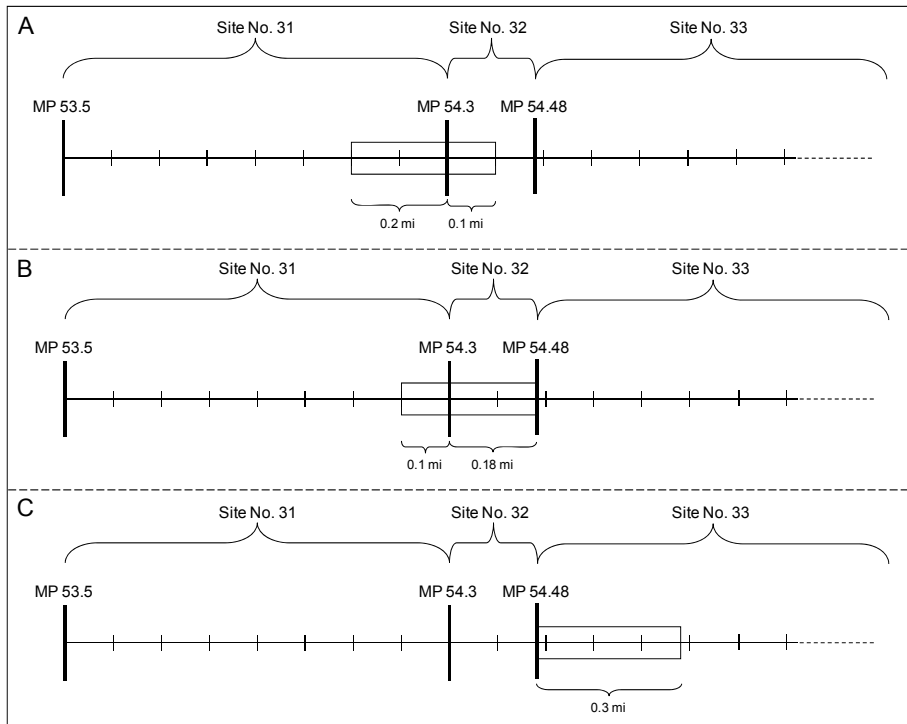 A
Site No. 31 Site No. 32 Site No. 33
MP 53.5 MP 54.3 MP 54.48
0.2 mi 0.1 mi
B
Site No. 31 Site No. 32 Site No. 33
MP 53.5 MP 54.3 MP 54.48
0.1 mi 0.18 mi
C
Site No. 31 Site No. 32 Site No. 33
MP 53.5 MP 54.3 MP 54.48
0.3 mi